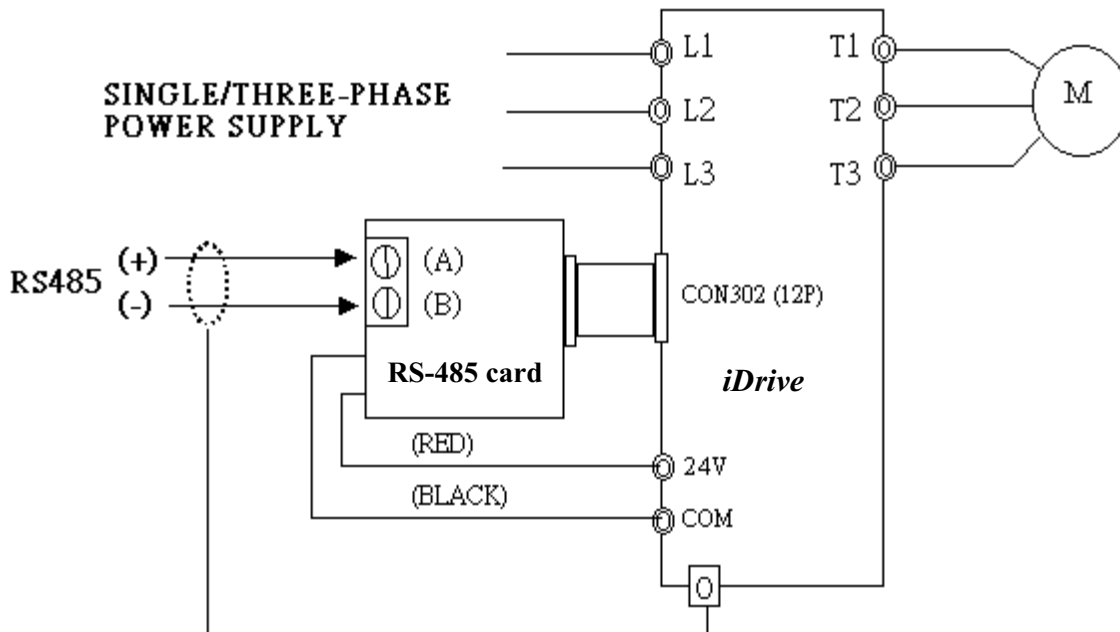 L1
T1
M
SINGLE/THREE-PHASE
POWER SUPPLY
L2
T2
L3
T3
RS485
(+)
(-)
(A)
(B)
CON302 (12P)
RS-485 card
iDrive
(RED)
24V
(BLACK)
COM
O